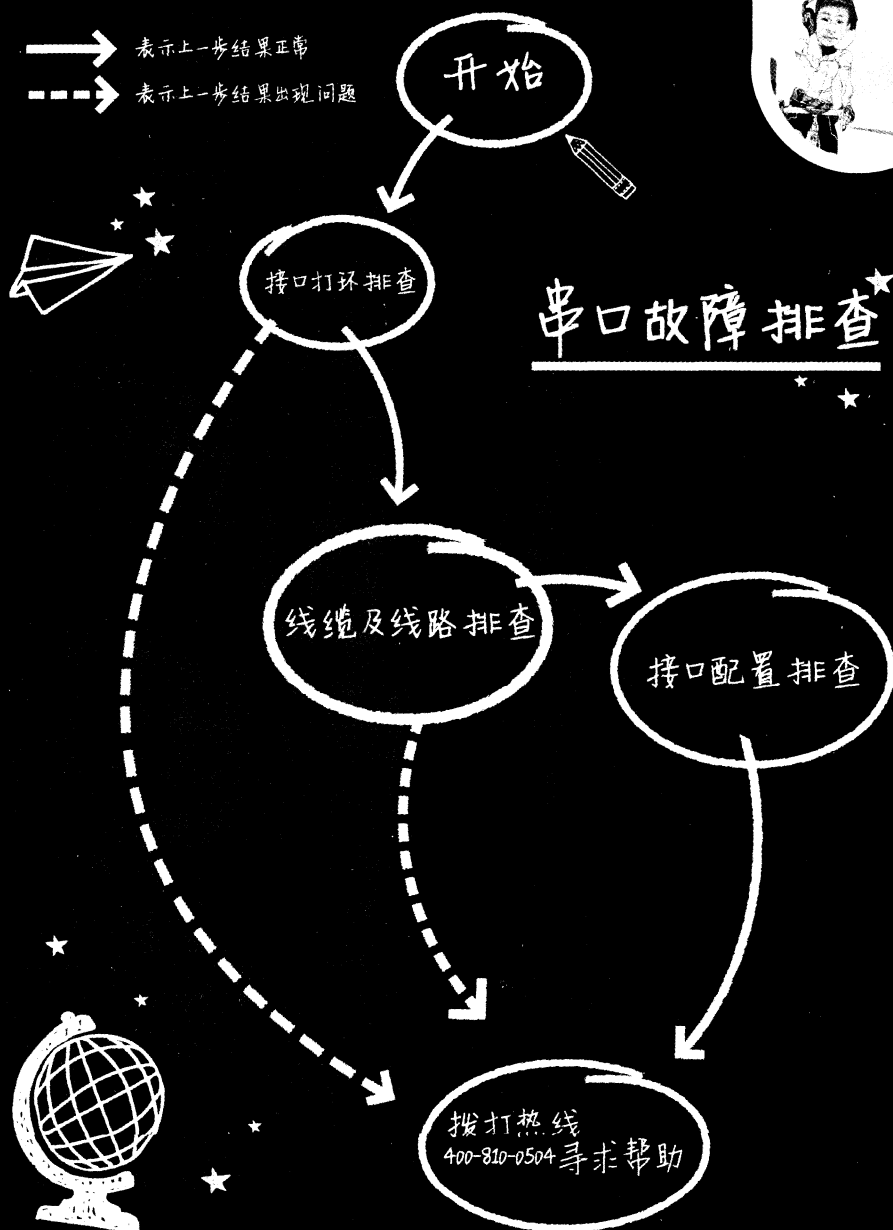 表示上一步结果正常
表示上一步结果出现问题
开始
接口打环排查
串口故障排查
线缆及线路排查
接口配置排查
拨打热线
400-810-0504寻求帮助